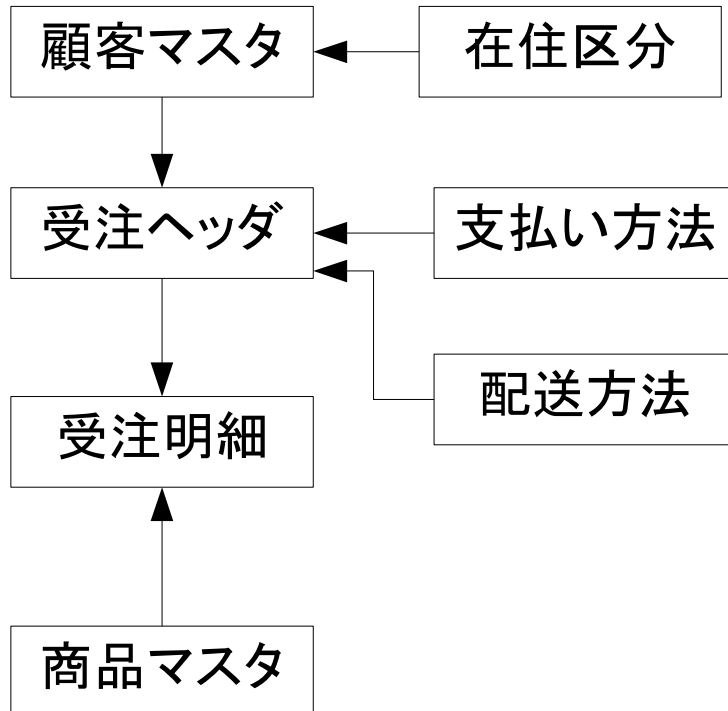 顧客マスタ
在住区分
受注ヘッダ
支払い方法
配送方法
受注明細
商品マスタ